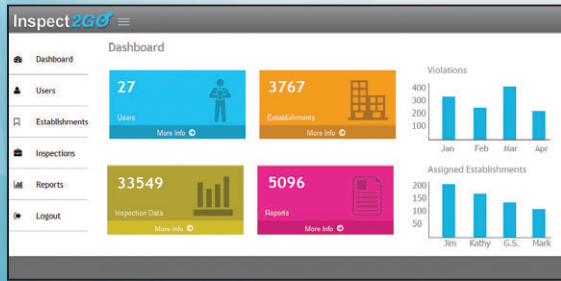 Inspect2GO
Dashboard
Users
Establishments
Inspections
Reports
Logout
Dashboard
27
Users
More Info
3767
Establishments
More Info
33549
Inspection Data
More Info
5096
Reports
More Info
Violations
400
300
200
100
Jan Feb Mar Apr
Assigned Establishments
200
150
100
50
Jim Kathy G.S. Mark